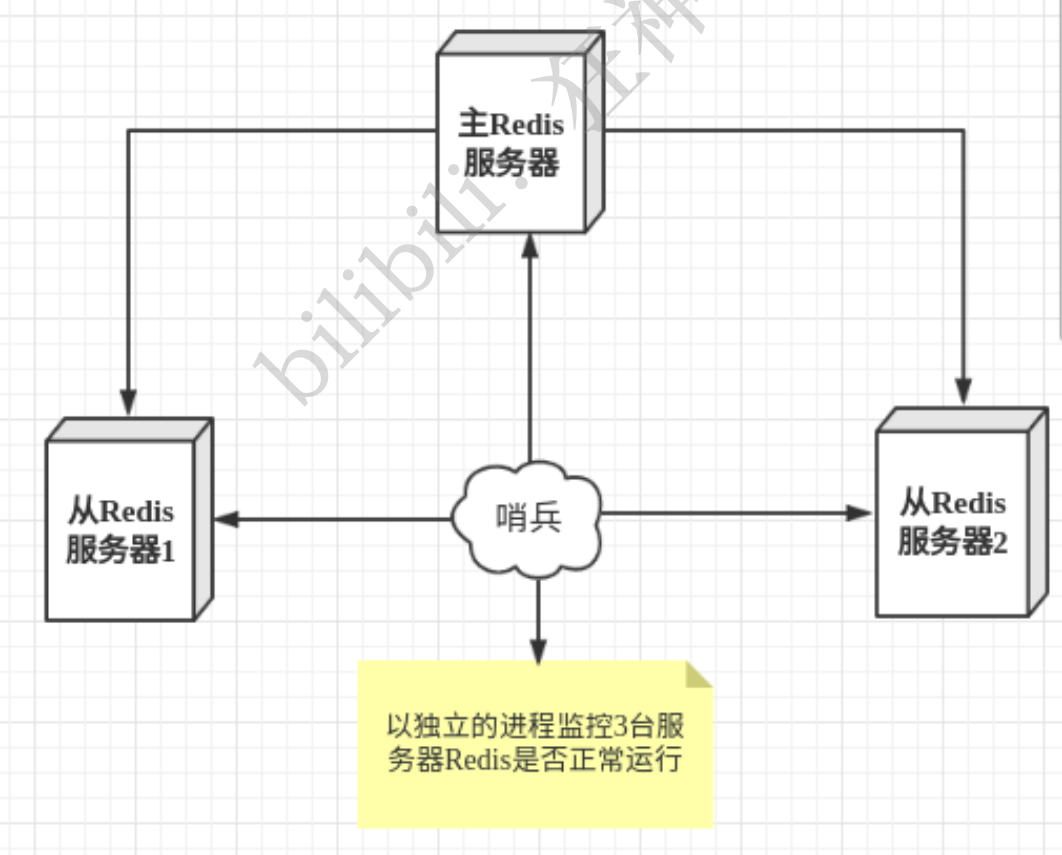 主Redis
服务器
bilibili: 狂神
从Redis
服务器1
哨兵
从Redis
服务器2
以独立的进程监控3台服
务器Redis是否正常运行